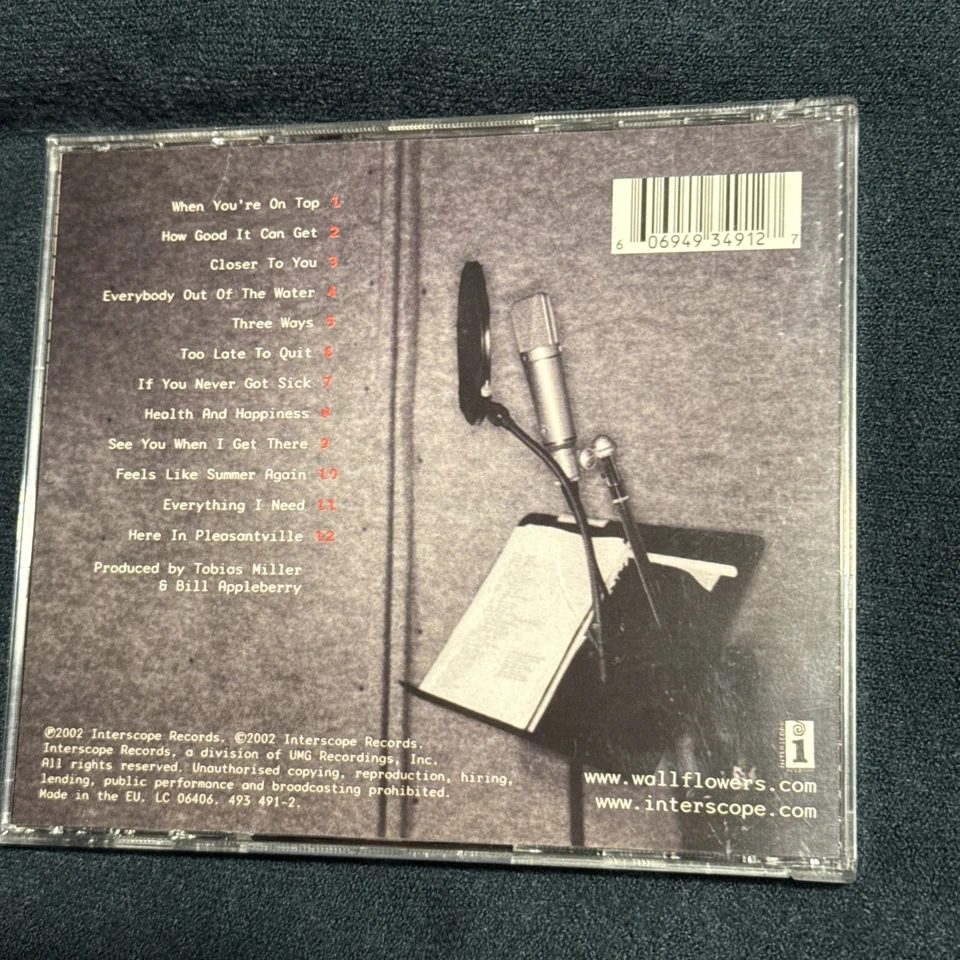 When You're On Top 1
How Good It Can Get 2
Closer To You 3
Everybody Out Of The Water 4
Three Ways 5
Too Late To Quit 6
If You Never Got Sick 7
Health And Happiness 8
See You When I Get There 9
Feels Like Summer Again 10
Everything I Need 11
Here In Pleasantville 12
Produced by Tobias Miller
& Bill Appleberry
6 06949 34912 7
℗2002 Interscope Records. ©2002 Interscope Records.
Interscope Records, a division of UMG Recordings, Inc.
All rights reserved. Unauthorised copying, reproduction, hiring,
lending, public performance and broadcasting prohibited.
Made in the EU. LC 06406. 493 491-2.
INTERSCOPE
i
www.wallflowers.com
www.interscope.com